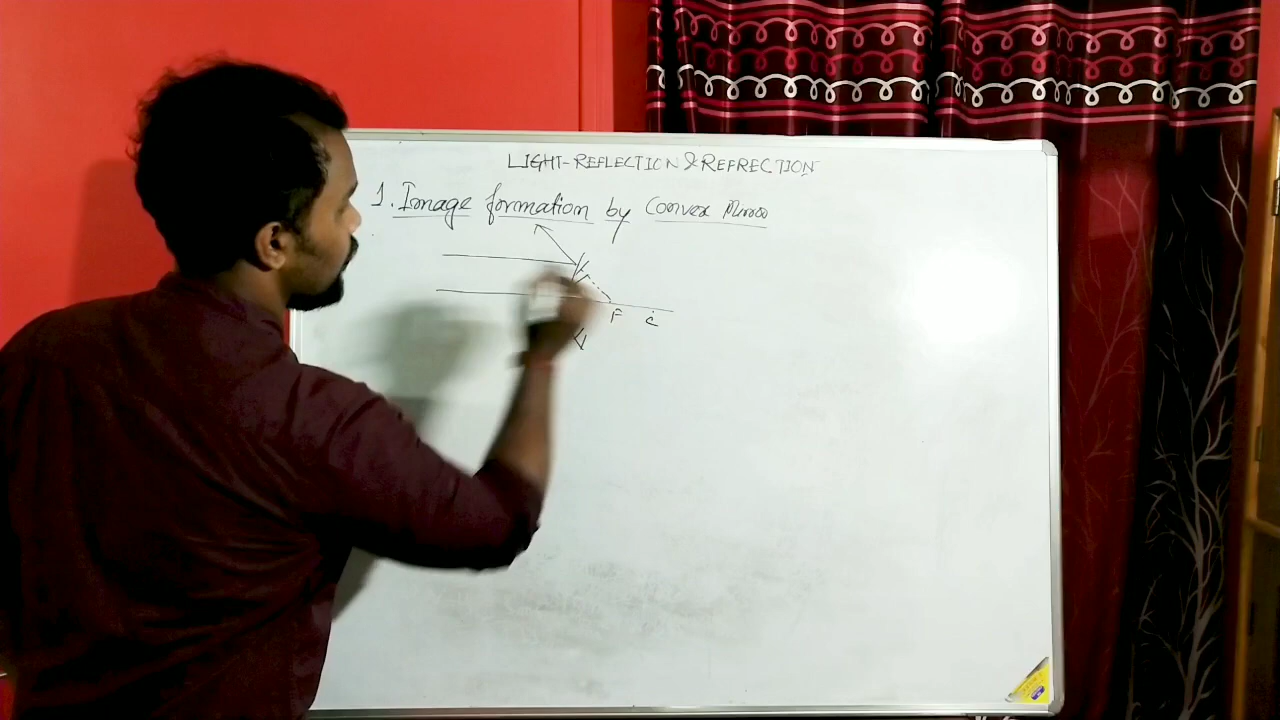 LIGHT-REFLECTION & REFRECTION
1. Image formation by Convex Mirror
F C